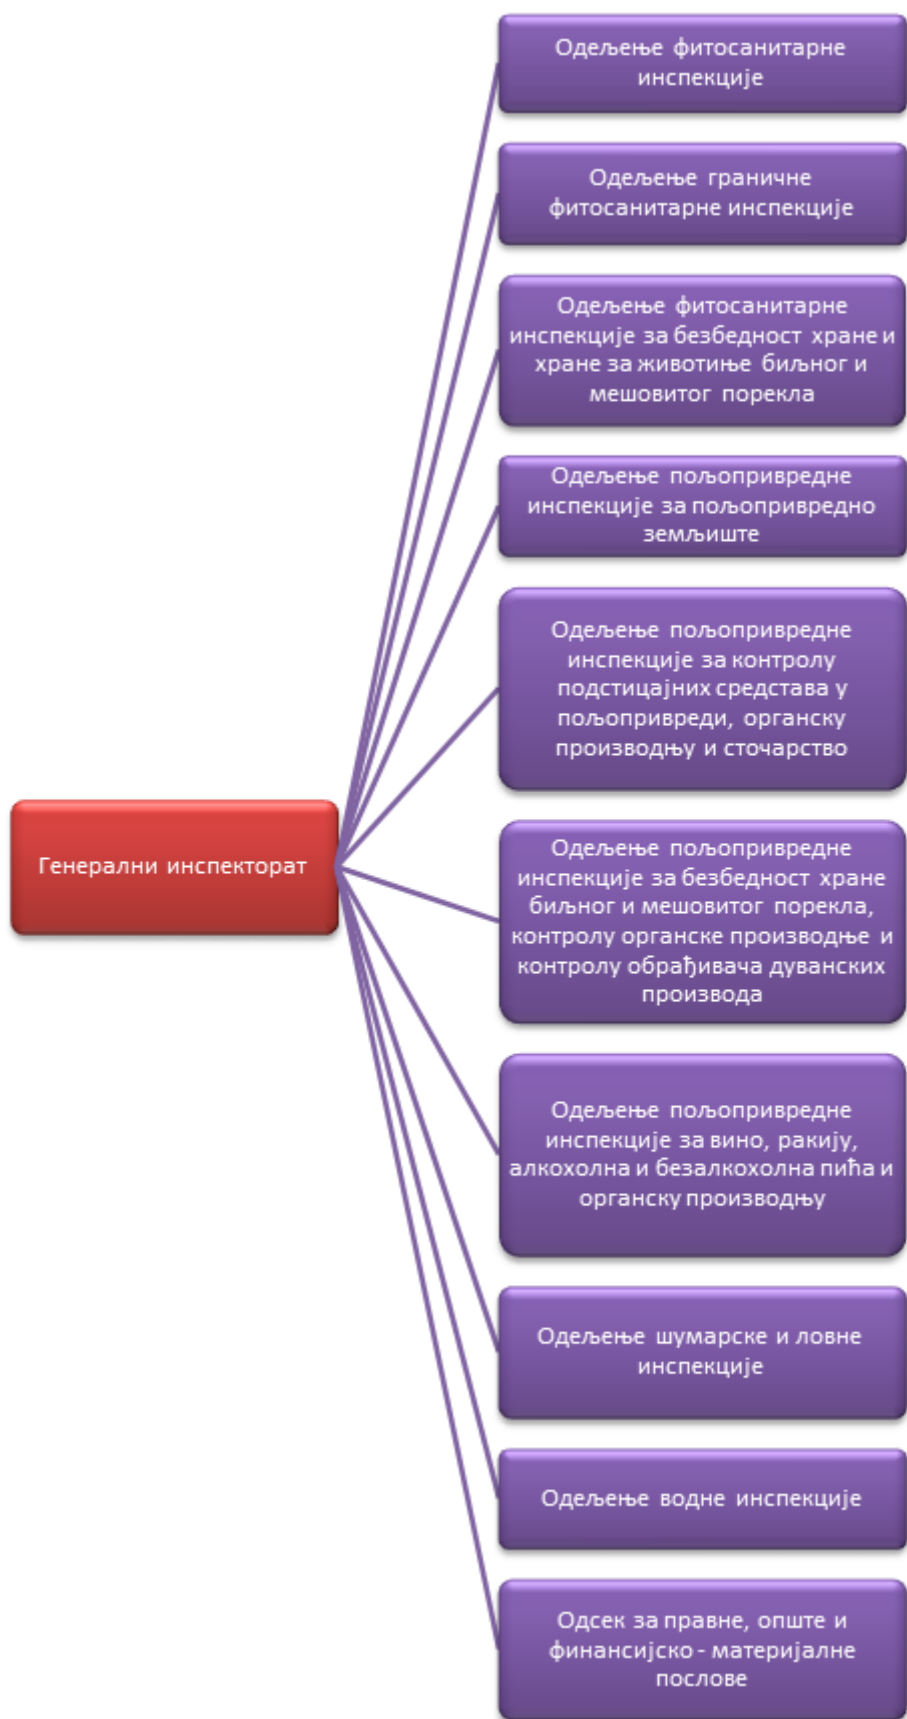 Одељење фитосанитарне
инспекције
Одељење граничне
фитосанитарне инспекције
Одељење фитосанитарне
инспекције за безбедност хране и
хране за животиње биљног и
мешовитог порекла
Одељење пољопривредне
инспекције за пољопривредно
земљиште
Одељење пољопривредне
инспекције за контролу
подстицајних средстава у
пољопривреди, органску
производњу и сточарство
Генерални инспекторат
Одељење пољопривредне
инспекције за безбедност хране
биљног и мешовитог порекла,
контролу органске производње и
контролу обрађивача дуванских
производа
Одељење пољопривредне
инспекције за вино, ракију,
алкохолна и безалкохолна пића и
органску производњу
Одељење шумарске и ловне
инспекције
Одељење водне инспекције
Одсек за правне, опште и
финансијско - материјалне
послове